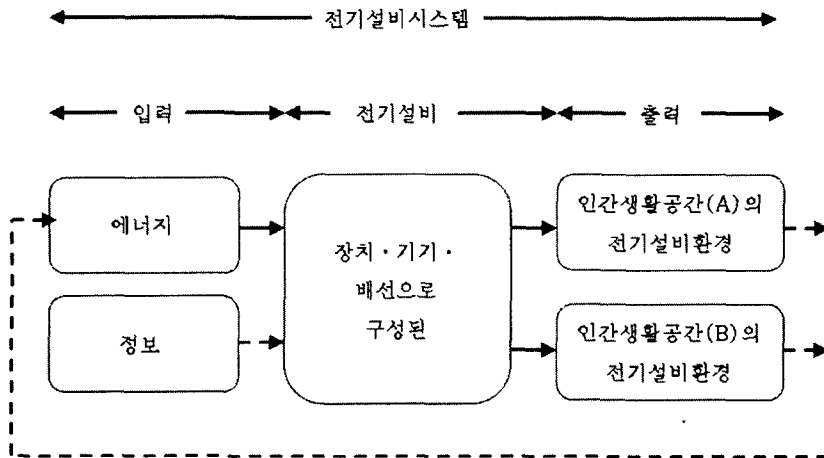 전기설비시스템
입력
전기설비
출력
에너지
정보
장치·기기·
배선으로
구성된
인간생활공간(A)의
전기설비환경
인간생활공간(B)의
전기설비환경